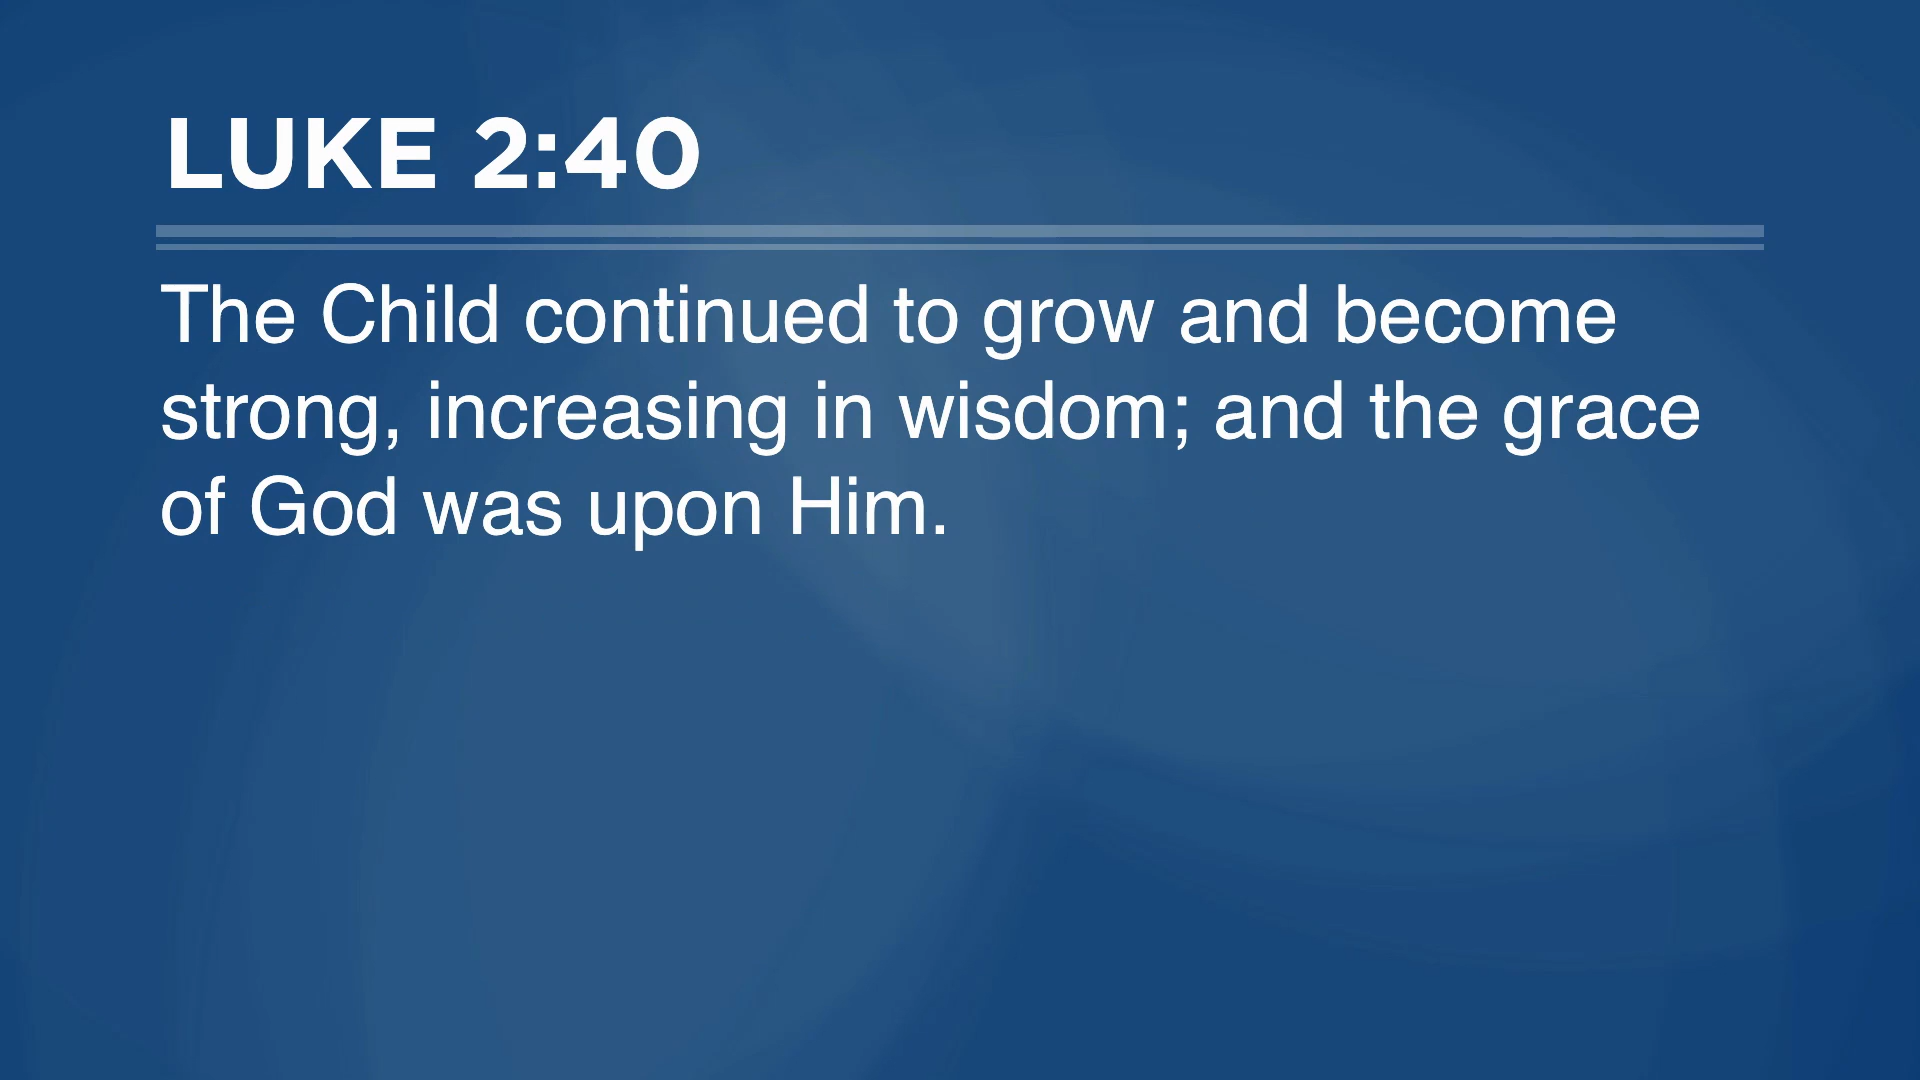 LUKE 2:40
The Child continued to grow and become
strong, increasing in wisdom; and the grace
of God was upon Him.